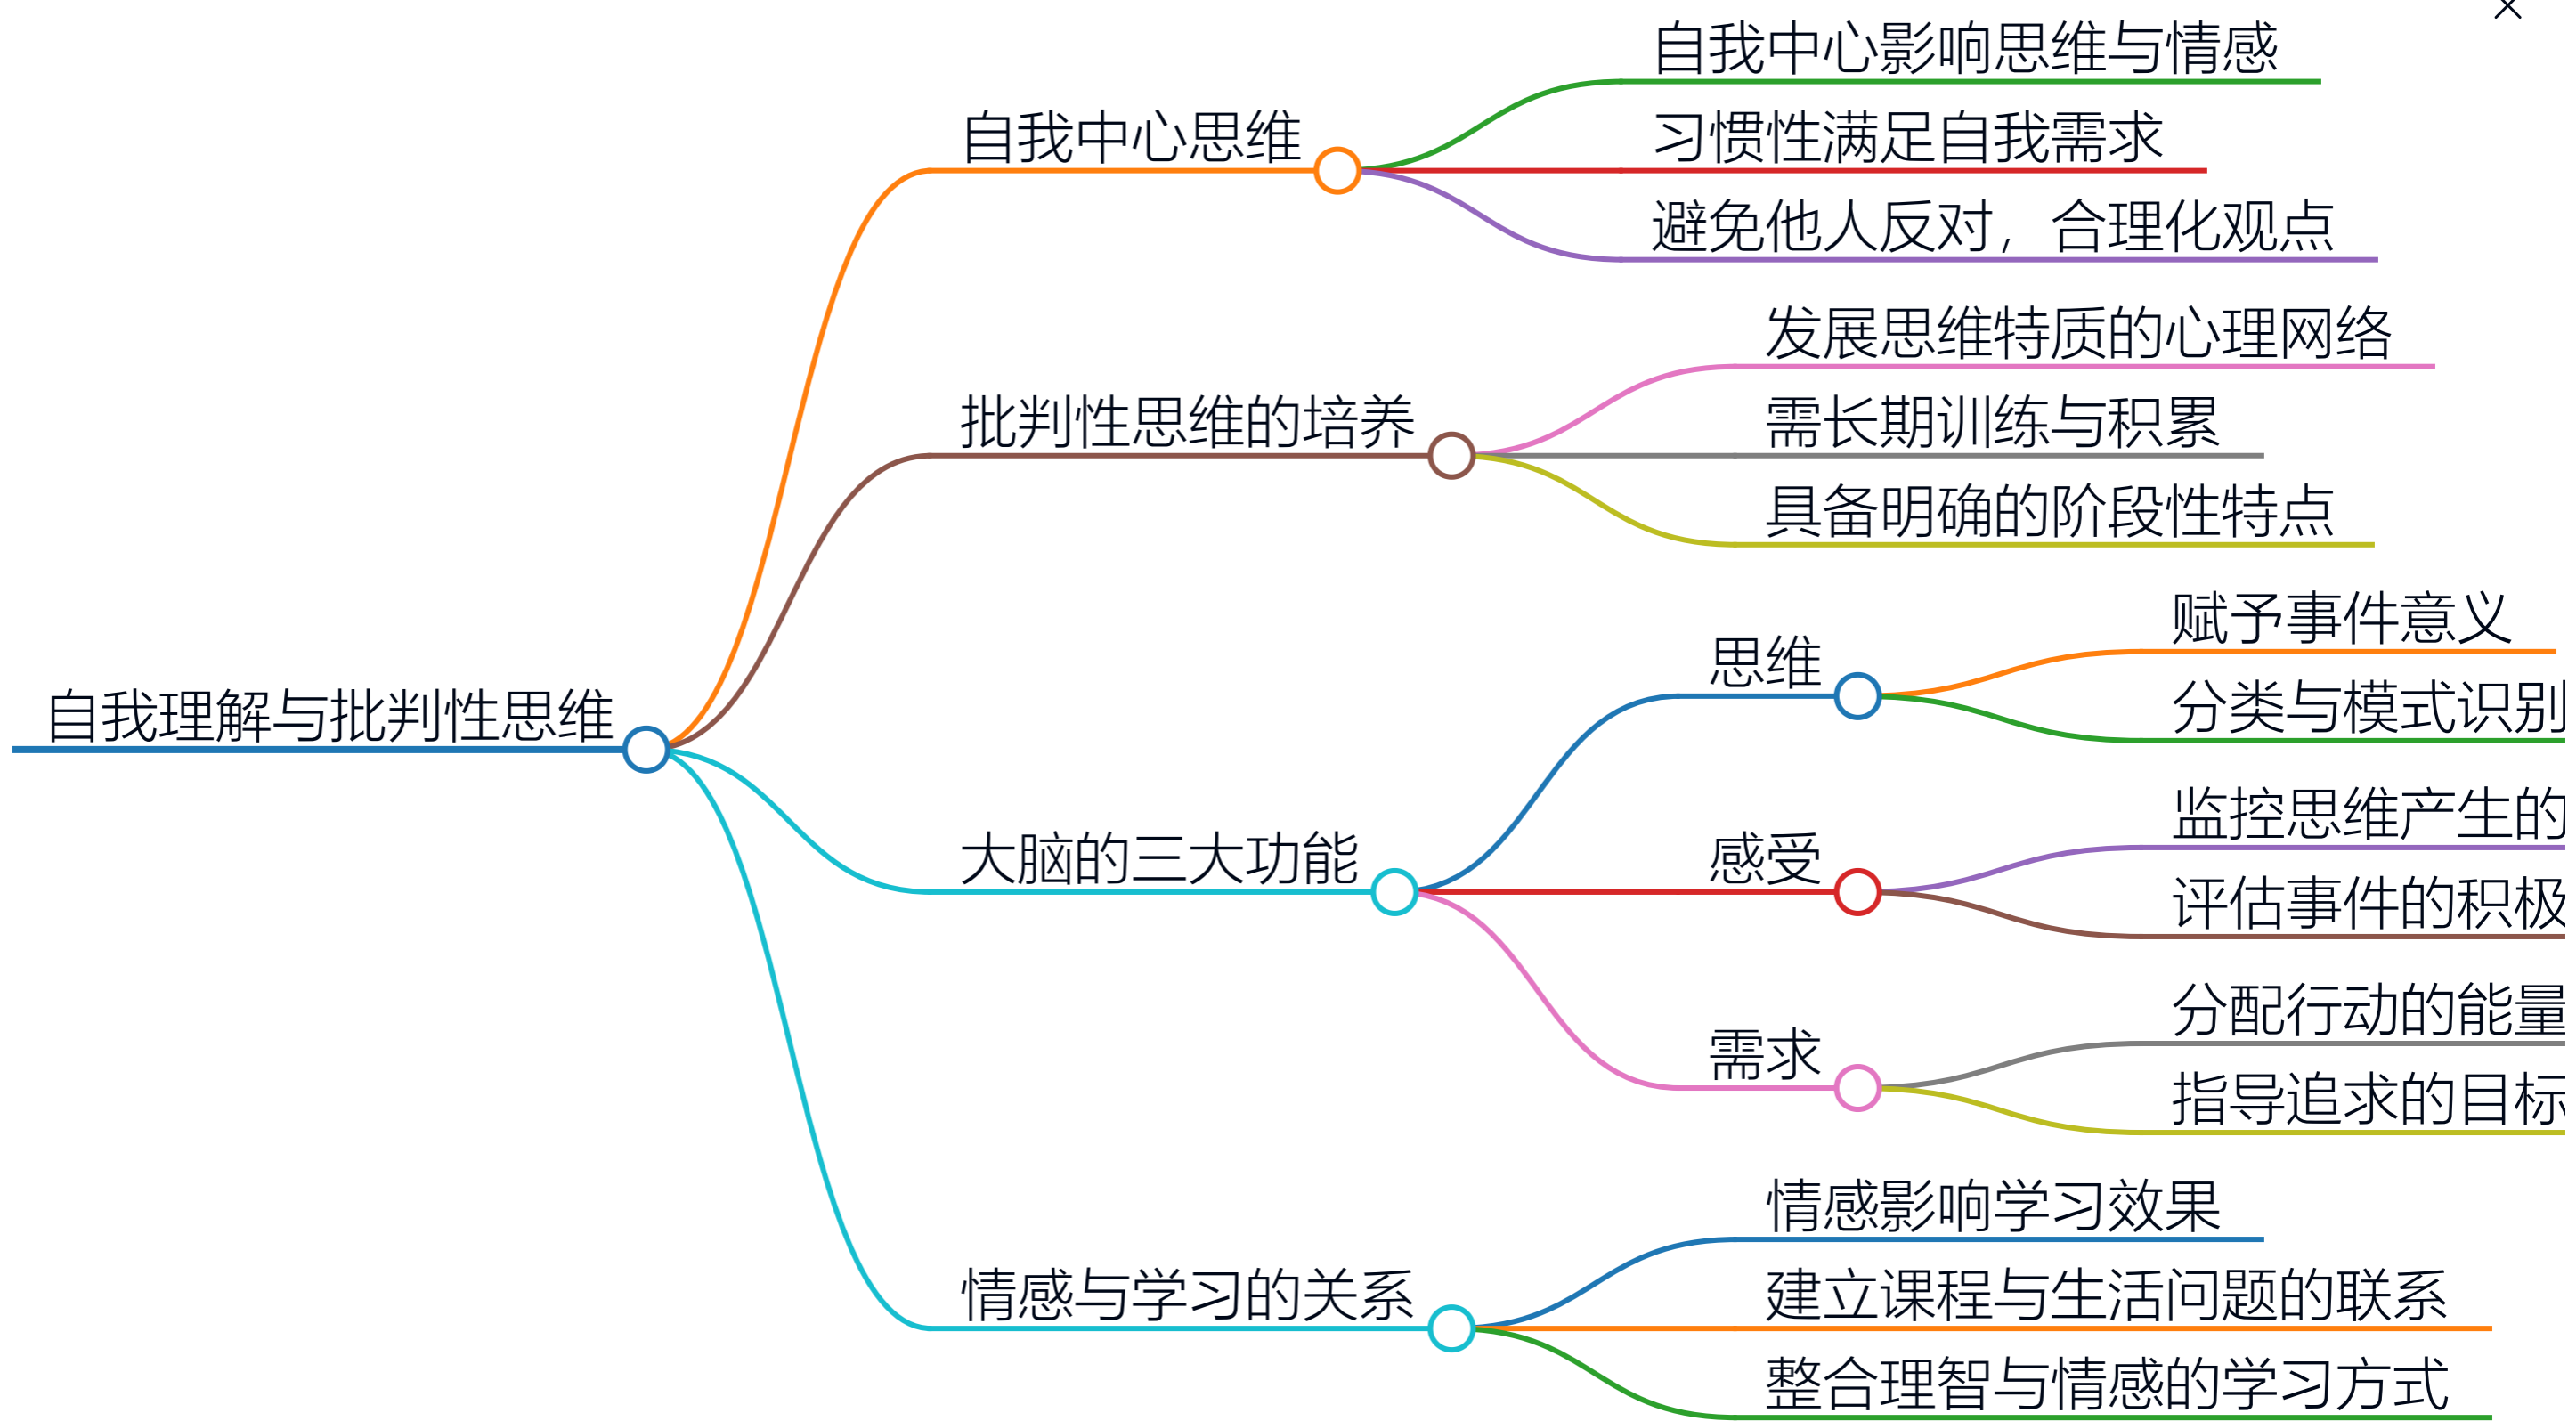 自我中心影响思维与情感
自我中心思维
习惯性满足自我需求
避免他人反对，合理化观点
发展思维特质的心理网络
批判性思维的培养
需长期训练与积累
具备明确的阶段性特点
自我理解与批判性思维
大脑的三大功能
思维
赋予事件意义
分类与模式识别
感受
监控思维产生的
评估事件的积极
需求
分配行动的能量
指导追求的目标
情感与学习的关系
情感影响学习效果
建立课程与生活问题的联系
整合理智与情感的学习方式